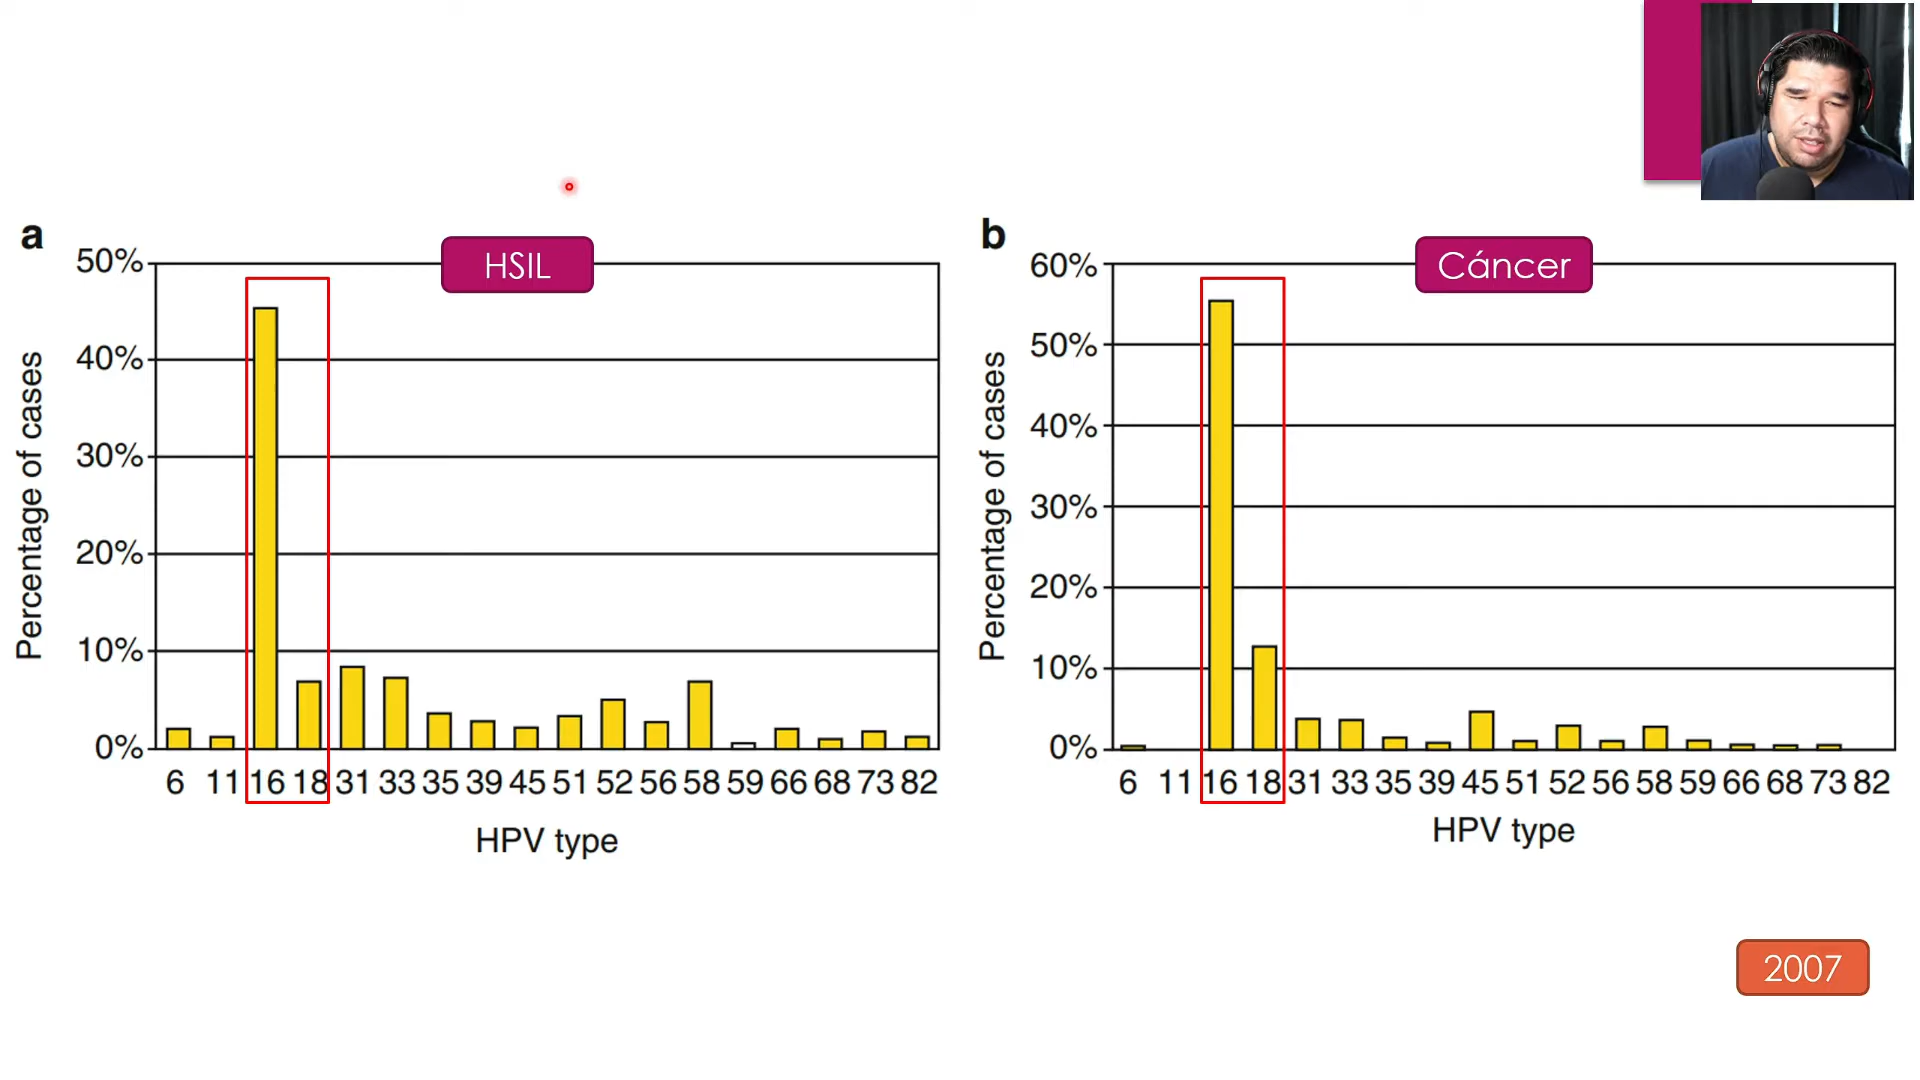 a
HSIL
50%
40%
30%
20%
10%
0%
Percentage of cases
6 11 16 18 31 33 35 39 45 51 52 56 58 59 66 68 73 82
HPV type
b
Cáncer
60%
50%
40%
30%
20%
10%
0%
Percentage of cases
6 11 16 18 31 33 35 39 45 51 52 56 58 59 66 68 73 82
HPV type
2007